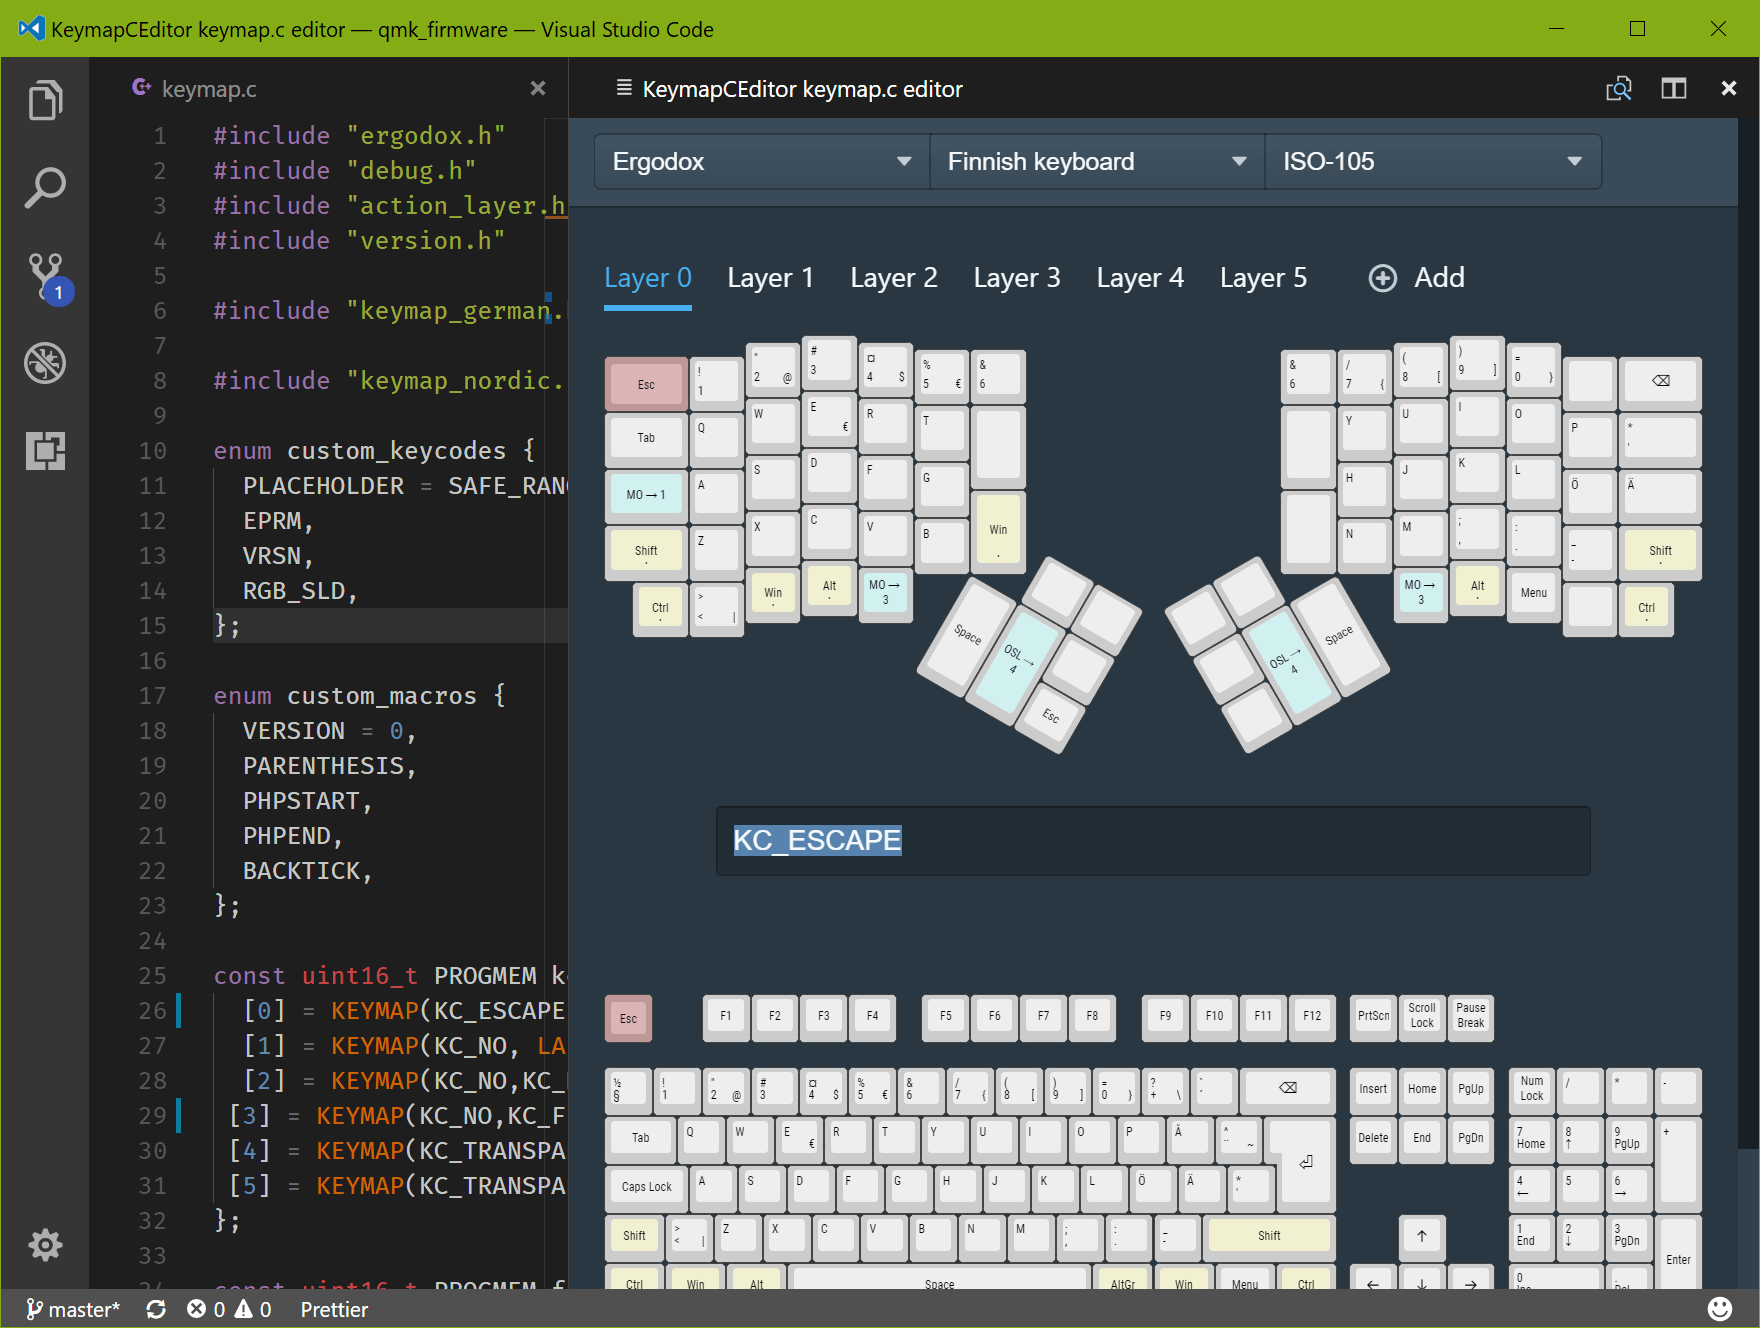 KeymapCEditor keymap.c editor — qmk_firmware — Visual Studio Code
keymap.c
KeymapCEditor keymap.c editor
1 #include "ergodox.h"
2 #include "debug.h"
3 #include "action_layer.h
4 #include "version.h"
5
6 #include "keymap_german.
7
8 #include "keymap_nordic.
9
10 enum custom_keycodes {
11 PLACEHOLDER = SAFE_RAN
12 EPRM,
13 VRSN,
14 RGB_SLD,
15 };
16
17 enum custom_macros {
18 VERSION = 0,
19 PARENTHESIS,
20 PHPSTART,
21 PHPEND,
22 BACKTICK,
23 };
24
25 const uint16_t PROGMEM k
26 [0] = KEYMAP(KC_ESCAPE
27 [1] = KEYMAP(KC_NO, LA
28 [2] = KEYMAP(KC_NO,KC_
29 [3] = KEYMAP(KC_NO,KC_F
30 [4] = KEYMAP(KC_TRANSPA
31 [5] = KEYMAP(KC_TRANSPA
32 };
33
34 const uint16_t PROGMEM f
1
Ergodox Finnish keyboard ISO-105
Layer 0 Layer 1 Layer 2 Layer 3 Layer 4 Layer 5 Add
Esc ! 1 " 2 @ # 3 ¤ 4 $ % 5 € & 6
Tab Q W E € R T
MO → 1 A S D F G
Shift Z X C V B Win
Ctrl > < | Win Alt MO → 3
Space OSL → 4 Esc
& 6 / 7 { ( 8 [ ) 9 ] = 0 } ⌫
Y U I O P * '
H J K L Ö Ä
N M ; , : . _ - Shift
MO → 3 Alt Menu Ctrl
OSL → 4 Space
KC_ESCAPE
Esc F1 F2 F3 F4 F5 F6 F7 F8 F9 F10 F11 F12 PrtScn Scroll Lock Pause Break
½ § ! 1 " 2 @ # 3 ¤ 4 $ % 5 € & 6 / 7 { ( 8 [ ) 9 ] = 0 } ? + \ ` ´ ⌫ Insert Home PgUp Num Lock / * -
Tab Q W E € R T Y U I O P Å ^ ¨ ~ ⏎ Delete End PgDn 7 Home 8 ↑ 9 PgUp +
Caps Lock A S D F G H J K L Ö Ä * ' 4 ← 5 6 →
Shift > < | Z X C V B N M ; , : . _ - Shift ↑ 1 End 2 ↓ 3 PgDn Enter
Ctrl Win Alt Space AltGr Win Menu Ctrl ← ↓ → 0 Ins . Del
master* 0 0 Prettier